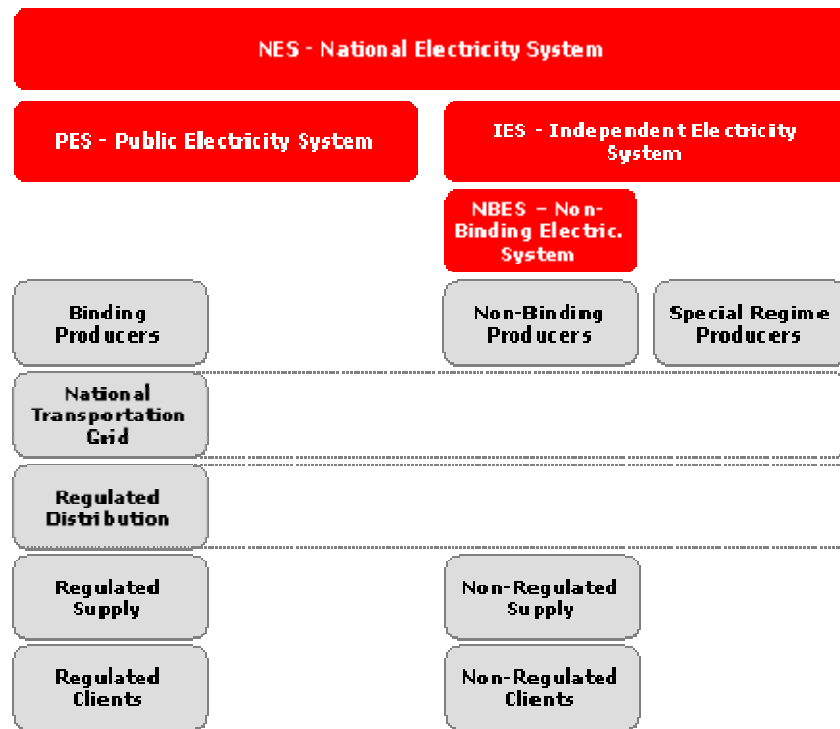 NES - National Electricity System
PES - Public Electricity System
IES - Independent Electricity
System
NBES – Non-
Binding Electric.
System
Binding
Producers
Non-Binding
Producers
Special Regime
Producers
National
Transportation
Grid
Regulated
Distribution
Regulated
Supply
Non-Regulated
Supply
Regulated
Clients
Non-Regulated
Clients